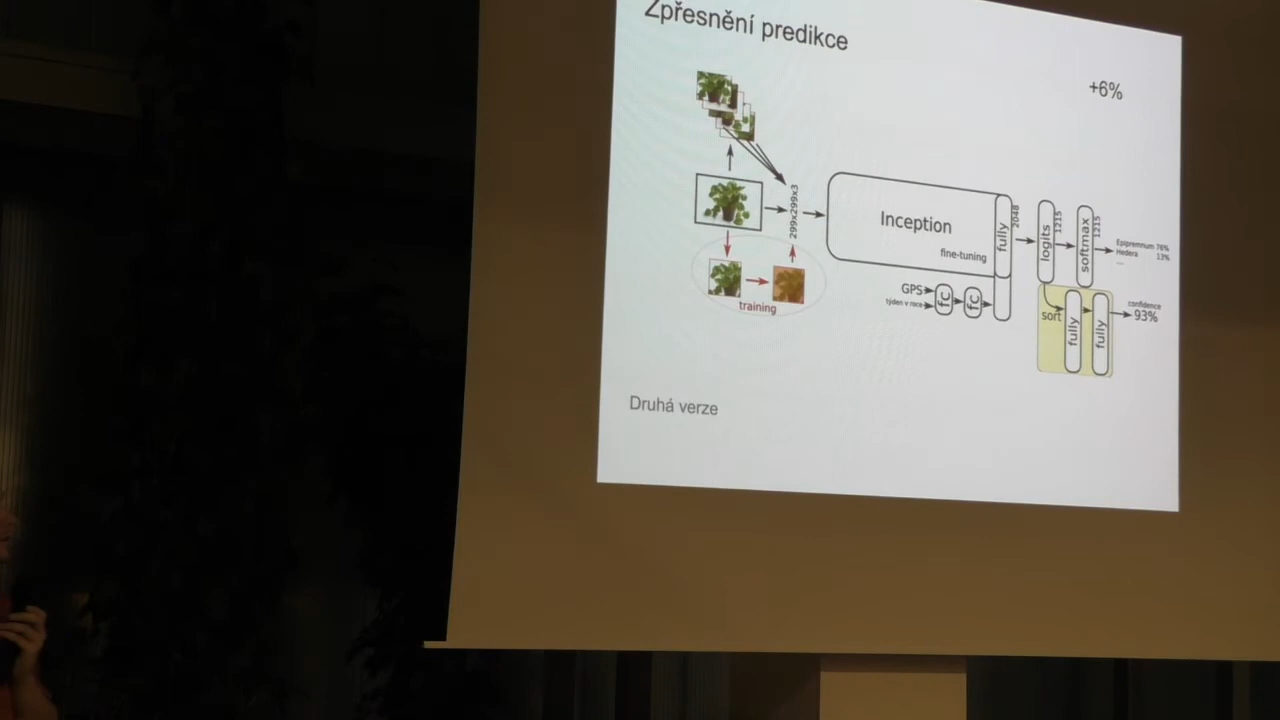 Zpřesnění predikce
+6%
299x299x3
Inception
fine-tuning
fully
2048
logits
1215
softmax
1215
Epipremnum 76%
Hedera 13%
...
training
GPS
týden v roce
fc
fc
sort
fully
fully
confidence
93%
Druhá verze